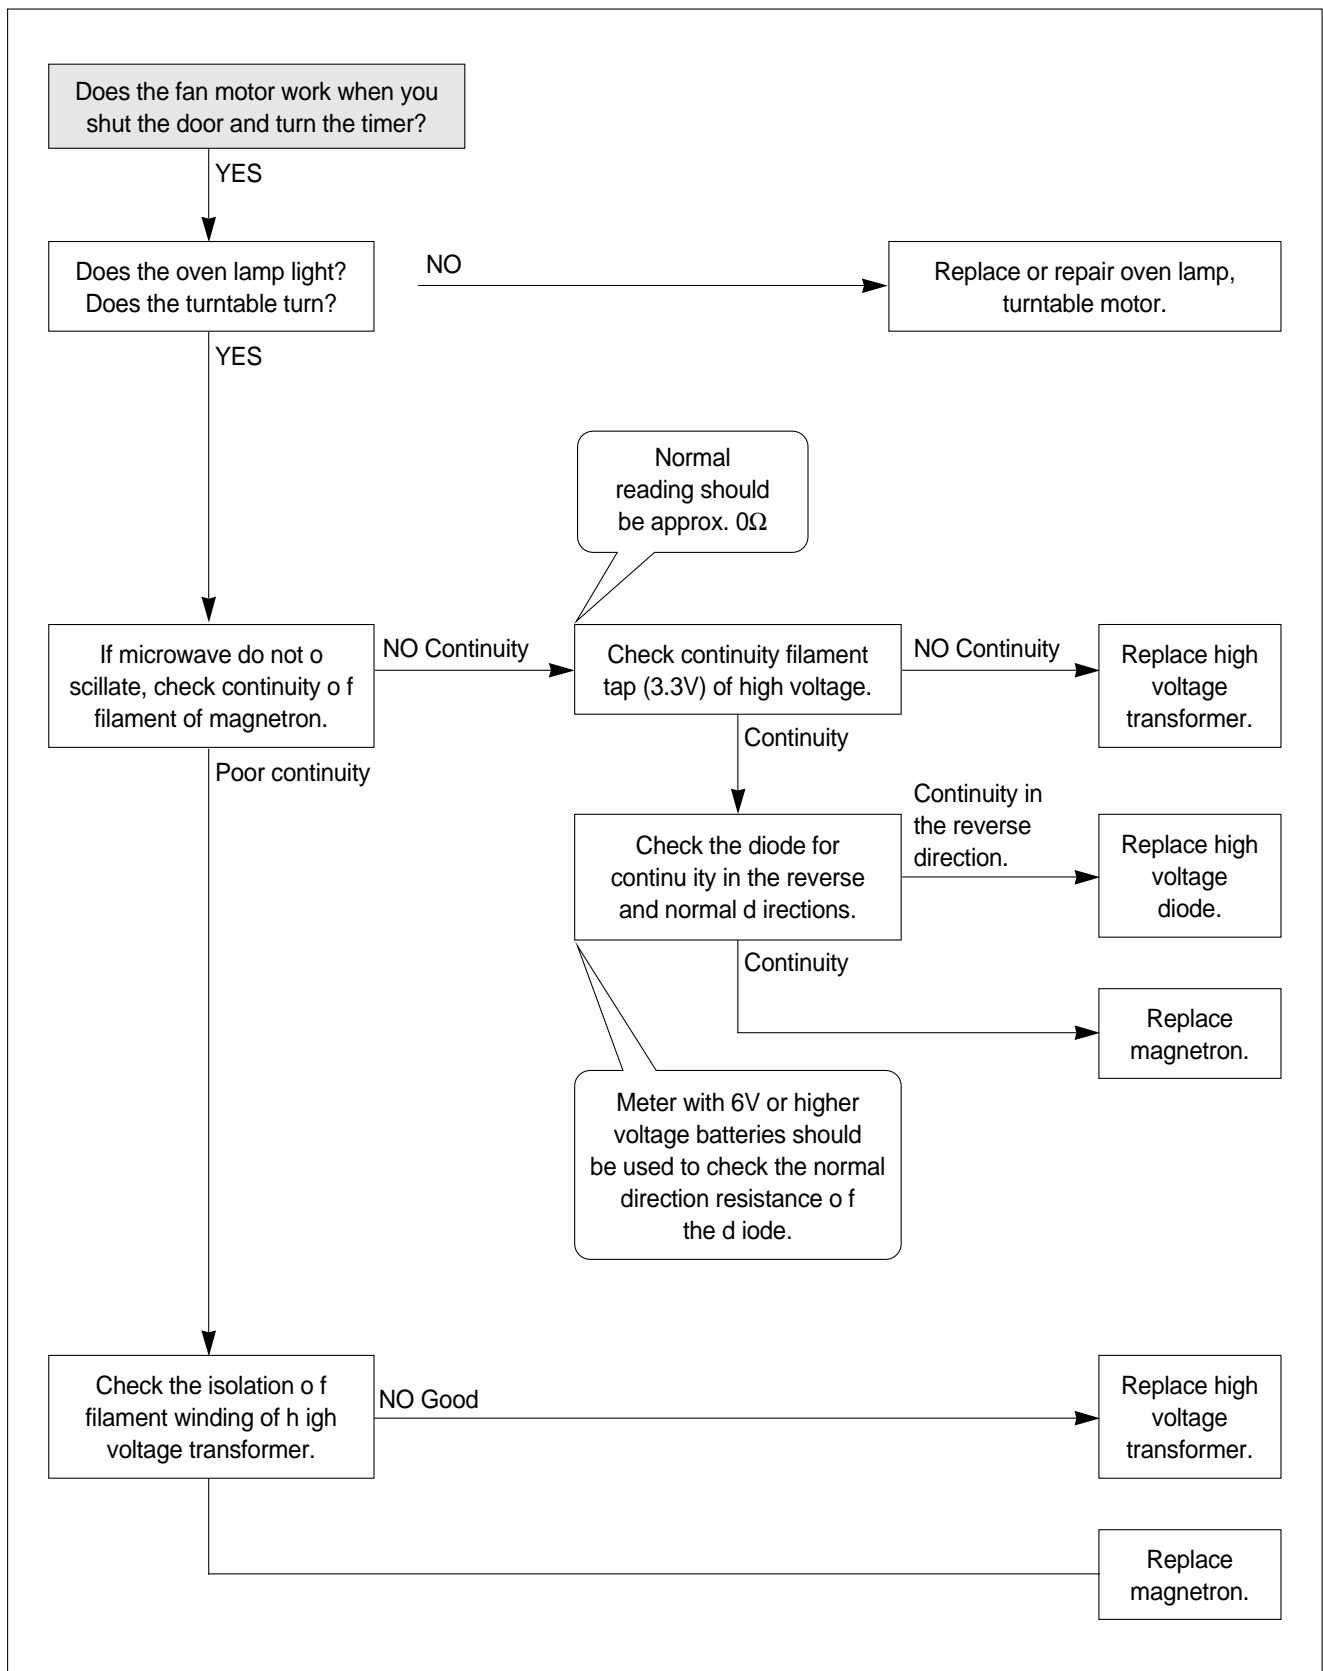 Does the fan motor work when you
shut the door and turn the timer?
YES
Does the oven lamp light?
Does the turntable turn?
NO
Replace or repair oven lamp,
turntable motor.
YES
Normal
reading should
be approx. 0Ω
If microwave do not o
scillate, check continuity o f
filament of magnetron.
NO Continuity
Check continuity filament
tap (3.3V) of high voltage.
NO Continuity
Replace high
voltage
transformer.
Continuity
Poor continuity
Check the diode for
continu ity in the reverse
and normal d irections.
Continuity in
the reverse
direction.
Replace high
voltage
diode.
Continuity
Replace
magnetron.
Meter with 6V or higher
voltage batteries should
be used to check the normal
direction resistance o f
the d iode.
Check the isolation o f
filament winding of h igh
voltage transformer.
NO Good
Replace high
voltage
transformer.
Replace
magnetron.